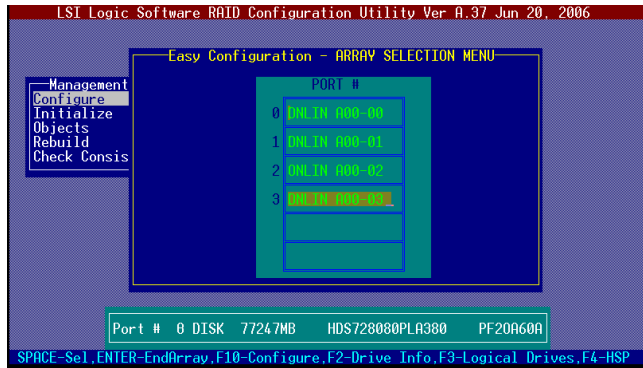 LSI Logic Software RAID Configuration Utility Ver A.37 Jun 20, 2006
Easy Configuration - ARRAY SELECTION MENU
Management
Configure
Initialize
Objects
Rebuild
Check Consis
PORT #
0 ONLIN A00-00
1 ONLIN A00-01
2 ONLIN A00-02
3 ONLIN A00-03
Port # 0 DISK 77247MB HDS728080PLA380 PF2OA60A
SPACE-Sel,ENTER-EndArray,F10-Configure,F2-Drive Info,F3-Logical Drives,F4-HSP